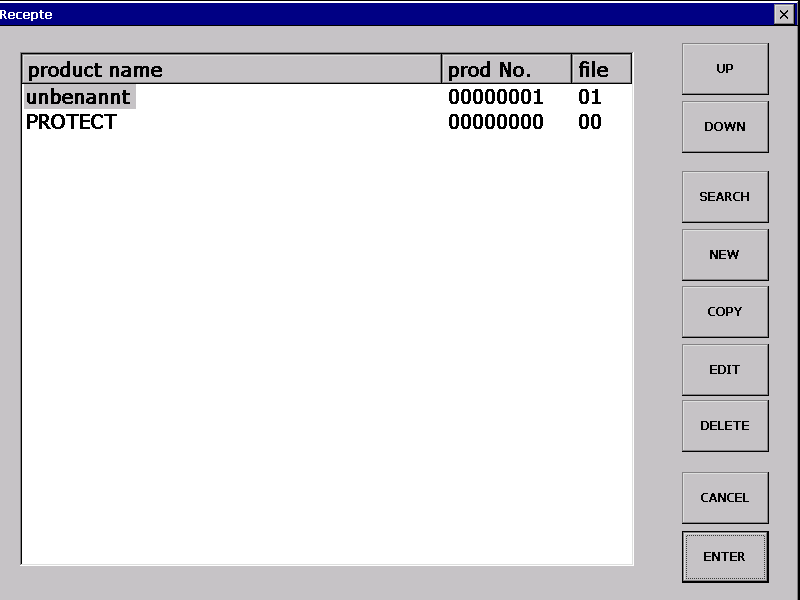 Recepte
product name prod No. file
unbenannt 00000001 01
PROTECT 00000000 00
UP
DOWN
SEARCH
NEW
COPY
EDIT
DELETE
CANCEL
ENTER